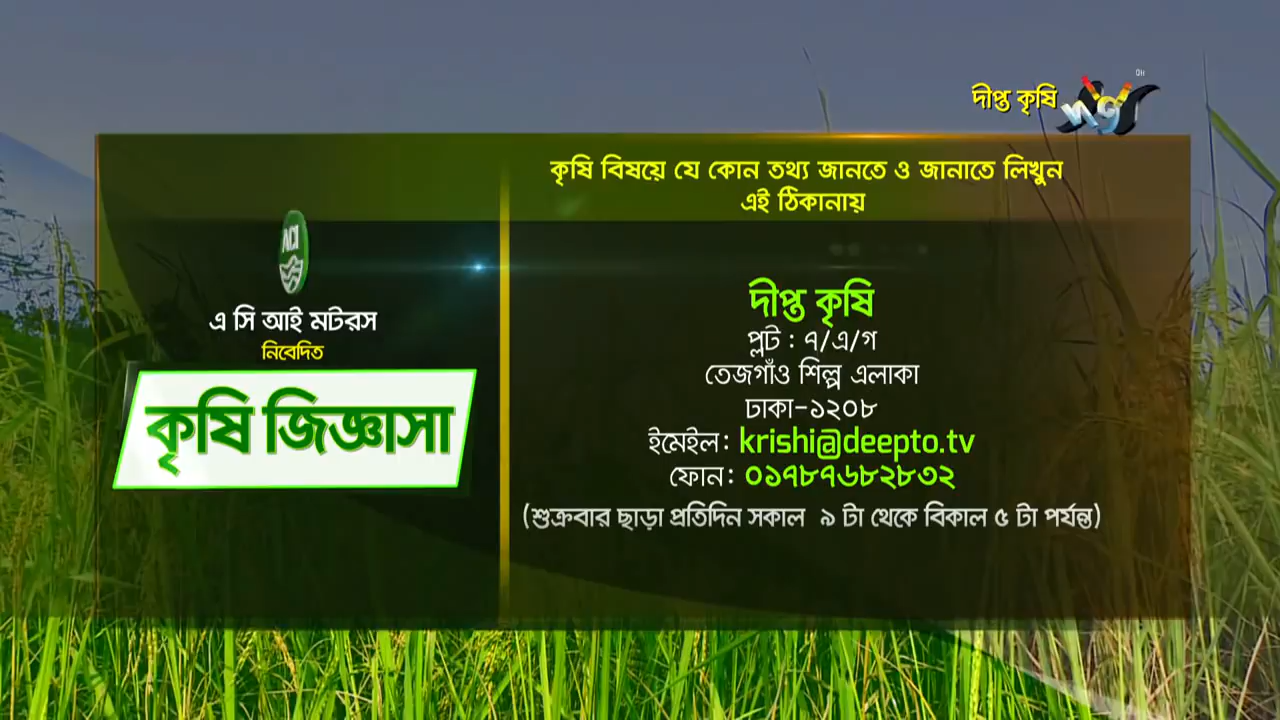 দীপ্ত কৃষি
কৃষি বিষয়ে যে কোন তথ্য জানতে ও জানাতে লিখুন
এই ঠিকানায়
ACI
এ সি আই মটরস
নিবেদিত
কৃষি জিজ্ঞাসা
দীপ্ত কৃষি
প্লট : ৭/এ/গ
তেজগাঁও শিল্প এলাকা
ঢাকা-১২০৮
ইমেইল: krishi@deepto.tv
ফোন: ০১৭৮৭৬৮২৮৩২
(শুক্রবার ছাড়া প্রতিদিন সকাল ৯ টা থেকে বিকাল ৫ টা পর্যন্ত)